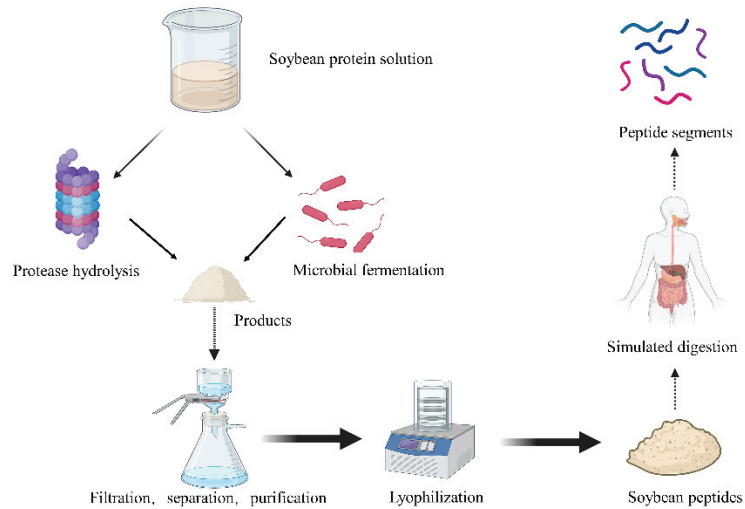 Soybean protein solution
Peptide segments
Protease hydrolysis
Microbial fermentation
Products
Simulated digestion
Filtration, separation, purification
Lyophilization
Soybean peptides